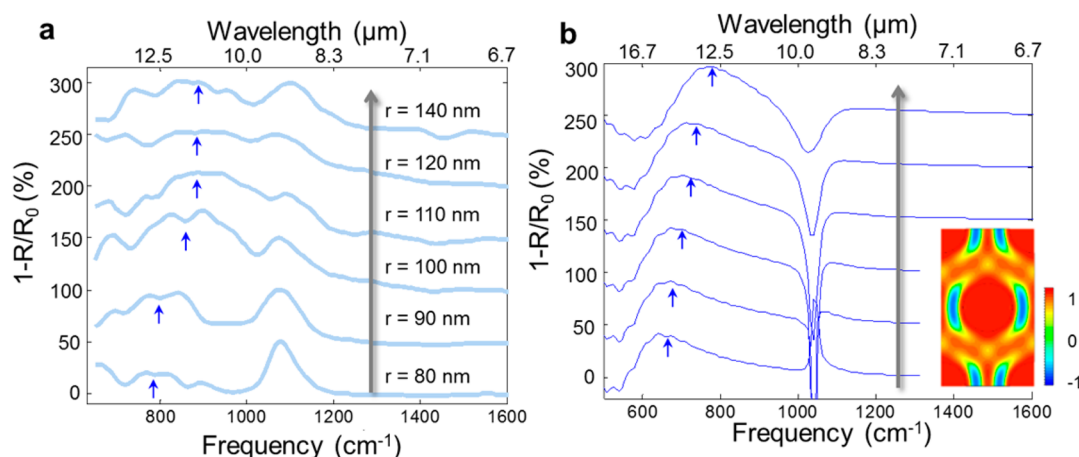 a
Wavelength (μm)
12.5 10.0 8.3 7.1 6.7
1-R/R0 (%)
300
250
200
150
100
50
0
r = 140 nm
r = 120 nm
r = 110 nm
r = 100 nm
r = 90 nm
r = 80 nm
800 1000 1200 1400 1600
Frequency (cm-1)
b
Wavelength (μm)
16.7 12.5 10.0 8.3 7.1 6.7
1-R/R0 (%)
300
250
200
150
100
50
0
1
0
-1
600 800 1000 1200 1400 1600
Frequency (cm-1)